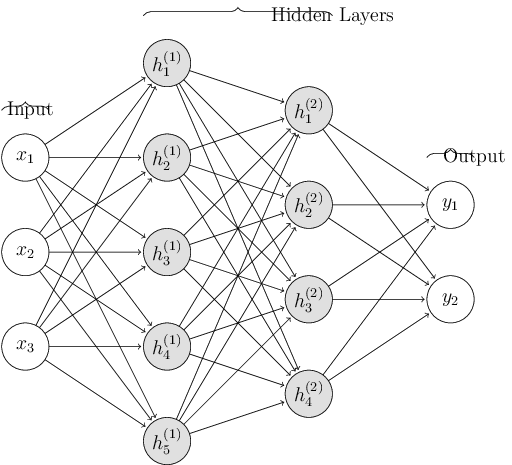 Hidden Layers
Input
Output
x_1
x_2
x_3
h_1^{(1)}
h_2^{(1)}
h_3^{(1)}
h_4^{(1)}
h_5^{(1)}
h_1^{(2)}
h_2^{(2)}
h_3^{(2)}
h_4^{(2)}
y_1
y_2